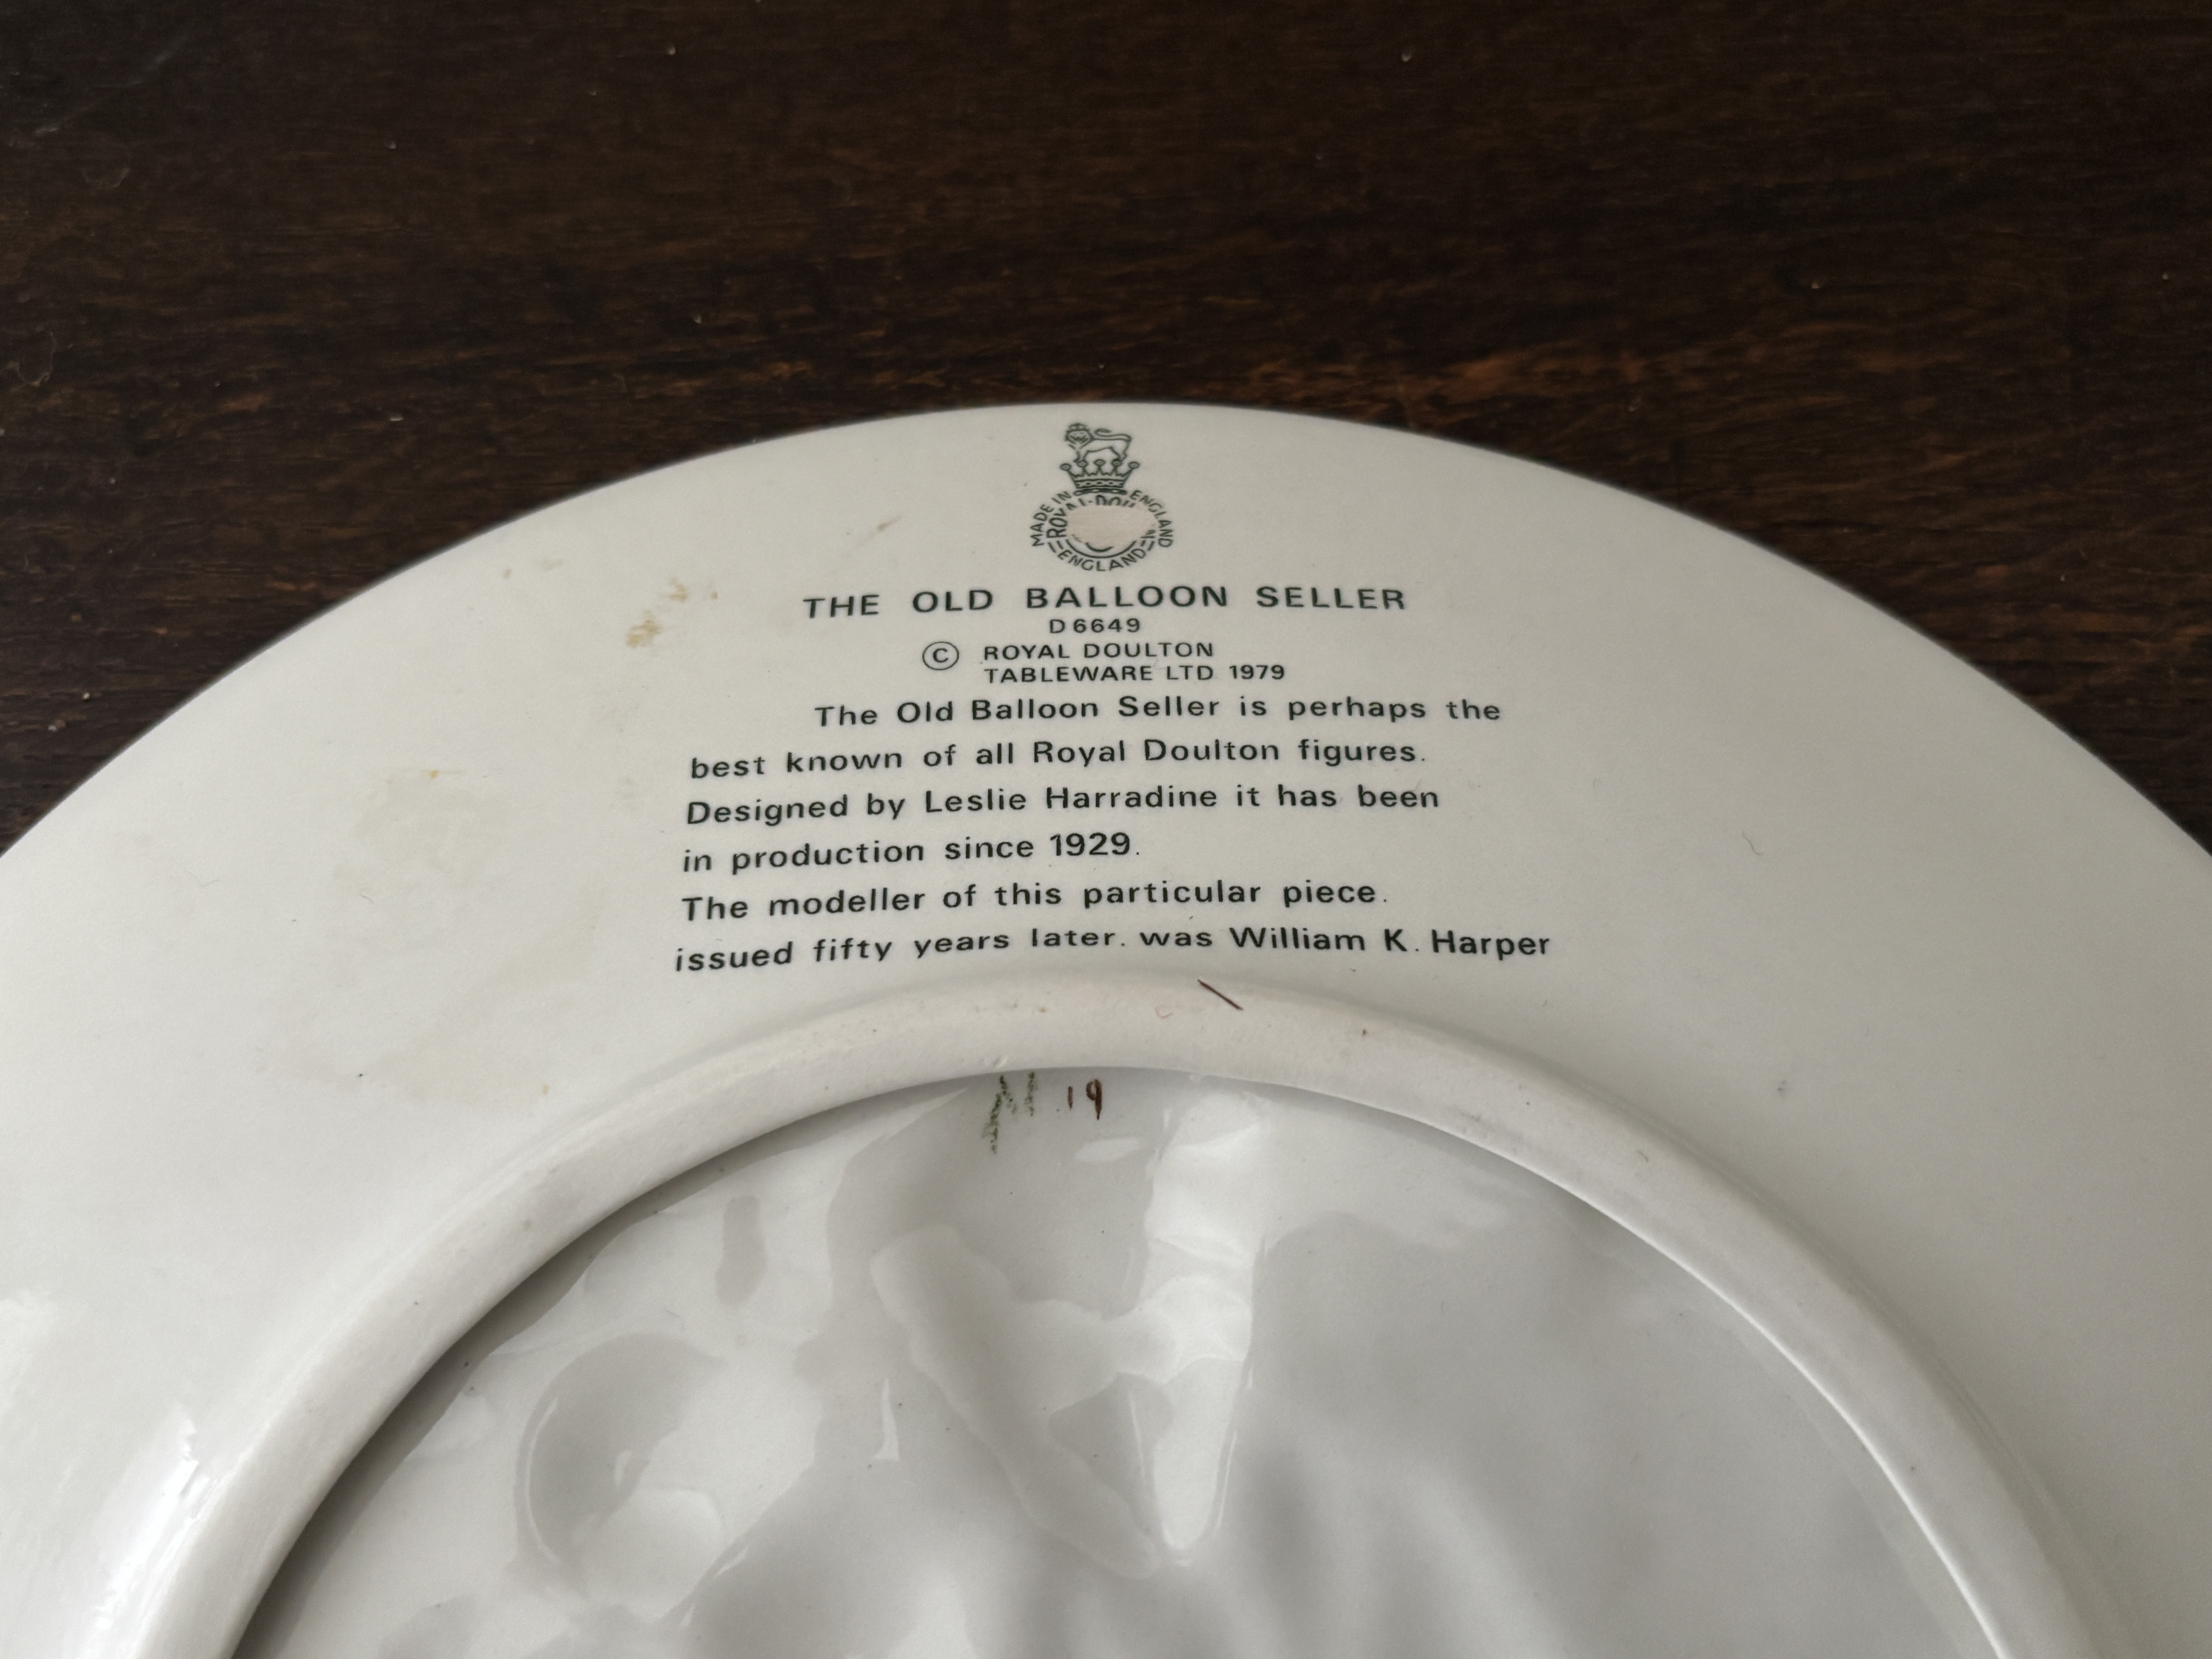 MADE IN ENGLAND
ENGLAND
THE OLD BALLOON SELLER
D6649
© ROYAL DOULTON
TABLEWARE LTD 1979
The Old Balloon Seller is perhaps the
best known of all Royal Doulton figures.
Designed by Leslie Harradine it has been
in production since 1929.
The modeller of this particular piece.
issued fifty years later. was William K. Harper
19